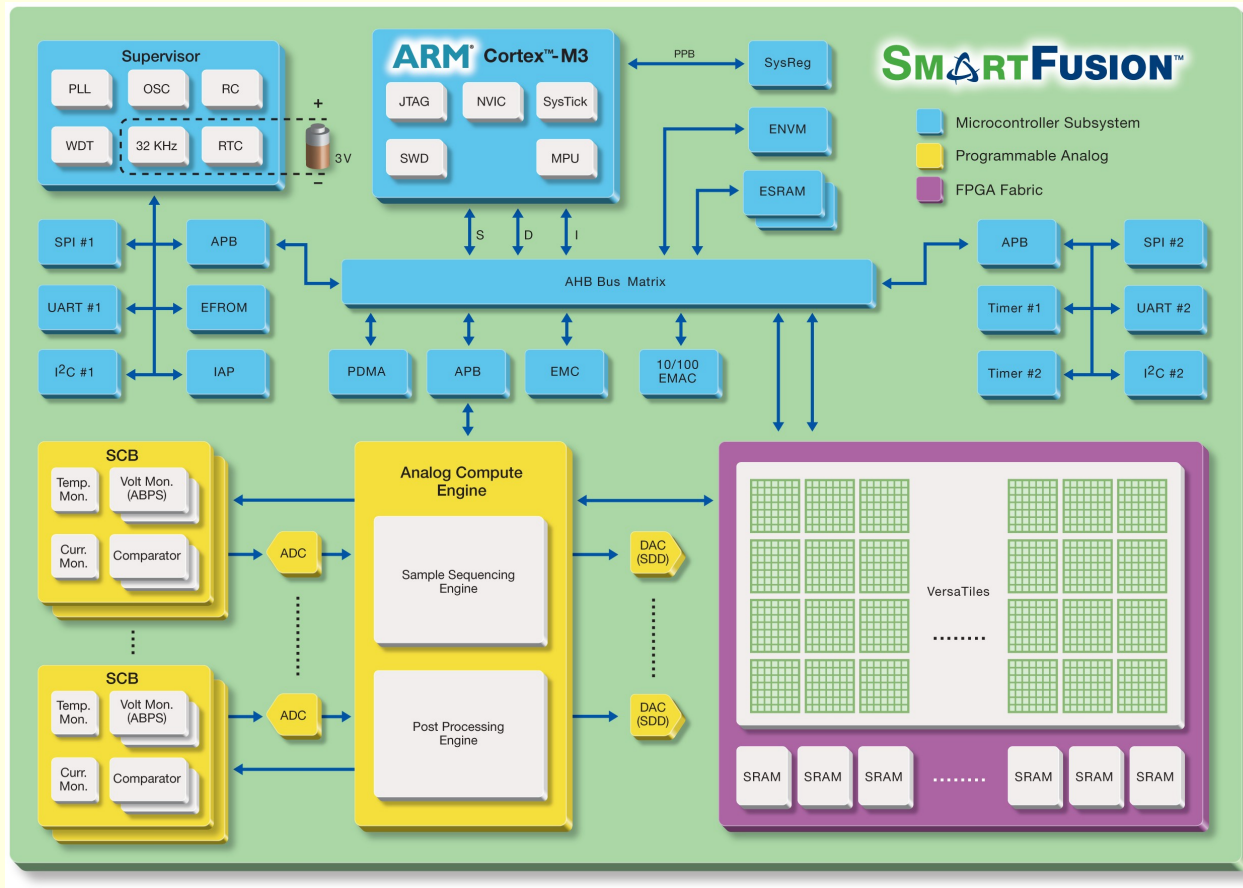 Supervisor
PLL
OSC
RC
WDT
32 KHz
RTC
+
3V
−
ARM® Cortex™-M3
JTAG
NVIC
SysTick
SWD
MPU
PPB
SysReg
ENVM
ESRAM
SMARTFUSION™
Microcontroller Subsystem
Programmable Analog
FPGA Fabric
S
D
I
SPI #1
APB
UART #1
EFROM
I²C #1
IAP
AHB Bus Matrix
PDMA
APB
EMC
10/100
EMAC
APB
SPI #2
Timer #1
UART #2
Timer #2
I²C #2
SCB
Temp.
Mon.
Volt Mon.
(ABPS)
Curr.
Mon.
Comparator
ADC
SCB
Temp.
Mon.
Volt Mon.
(ABPS)
Curr.
Mon.
Comparator
ADC
Analog Compute
Engine
Sample Sequencing
Engine
Post Processing
Engine
DAC
(SDD)
DAC
(SDD)
VersaTiles
SRAM
SRAM
SRAM
SRAM
SRAM
SRAM